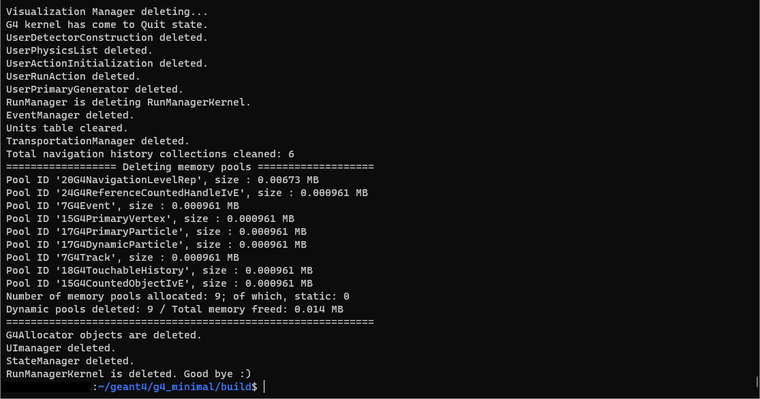 Visualization Manager deleting...
G4 kernel has come to Quit state.
UserDetectorConstruction deleted.
UserPhysicsList deleted.
UserActionInitialization deleted.
UserRunAction deleted.
UserPrimaryGenerator deleted.
RunManager is deleting RunManagerKernel.
EventManager deleted.
Units table cleared.
TransportationManager deleted.
Total navigation history collections cleaned: 6
================== Deleting memory pools ===================
Pool ID '20G4NavigationLevelRep', size : 0.00673 MB
Pool ID '24G4ReferenceCountedHandleIvE', size : 0.000961 MB
Pool ID '7G4Event', size : 0.000961 MB
Pool ID '15G4PrimaryVertex', size : 0.000961 MB
Pool ID '17G4PrimaryParticle', size : 0.000961 MB
Pool ID '17G4DynamicParticle', size : 0.000961 MB
Pool ID '7G4Track', size : 0.000961 MB
Pool ID '18G4TouchableHistory', size : 0.000961 MB
Pool ID '15G4CountedObjectIvE', size : 0.000961 MB
Number of memory pools allocated: 9; of which, static: 0
Dynamic pools deleted: 9 / Total memory freed: 0.014 MB
============================================================
G4Allocator objects are deleted.
UImanager deleted.
StateManager deleted.
RunManagerKernel is deleted. Good bye :)
:~/geant4/g4_minimal/build$